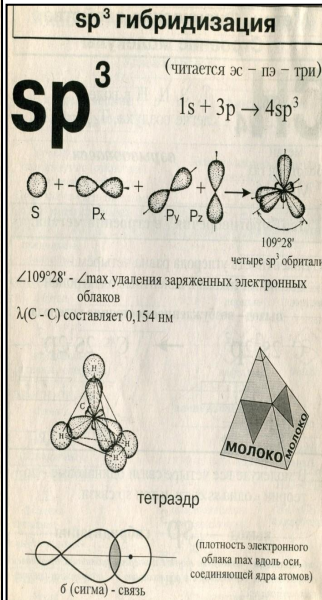 sp³ гибридизация
sp³
(читается эс – пэ – три)
1s + 3p → 4sp³
S + Px + Py + Pz →
109°28'
четыре sp³ обритали
∠109°28' - ∠max удаления заряженных электронных
облаков
λ(C - C) составляет 0,154 нм
H
C
H
H
H
МОЛОКО
МОЛОКО
тетраэдр
(плотность электронного
облака max вдоль оси,
соединяющей ядра атомов)
б (сигма) - связь